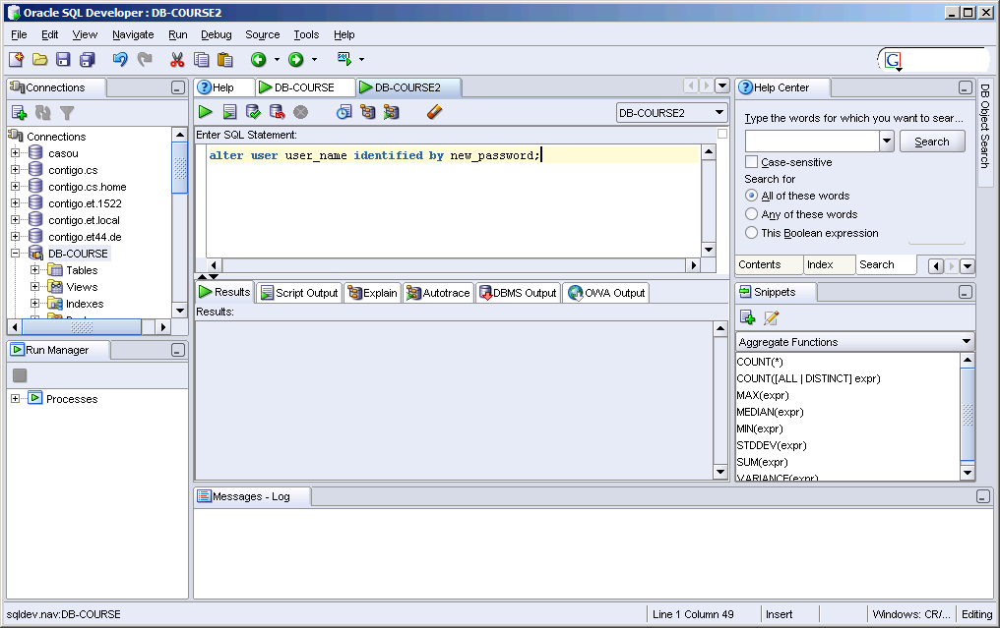 Oracle SQL Developer : DB-COURSE2
File Edit View Navigate Run Debug Source Tools Help
Connections
Connections
casou
contigo.cs
contigo.cs.home
contigo.et.1522
contigo.et.local
contigo.et44.de
DB-COURSE
Tables
Views
Indexes
Run Manager
Processes
Help DB-COURSE DB-COURSE2
DB-COURSE2
Enter SQL Statement:
alter user user_name identified by new_password;
Results Script Output Explain Autotrace DBMS Output OWA Output
Results:
Messages - Log
Help Center
Type the words for which you want to sear...
Search
Case-sensitive
Search for
All of these words
Any of these words
This Boolean expression
Contents Index Search
Snippets
Aggregate Functions
COUNT(*)
COUNT([ALL | DISTINCT] expr)
MAX(expr)
MEDIAN(expr)
MIN(expr)
STDDEV(expr)
SUM(expr)
VARIANCE(expr)
DB Object Search
G
sqldev.nav:DB-COURSE
Line 1 Column 49 Insert Windows: CR/... Editing